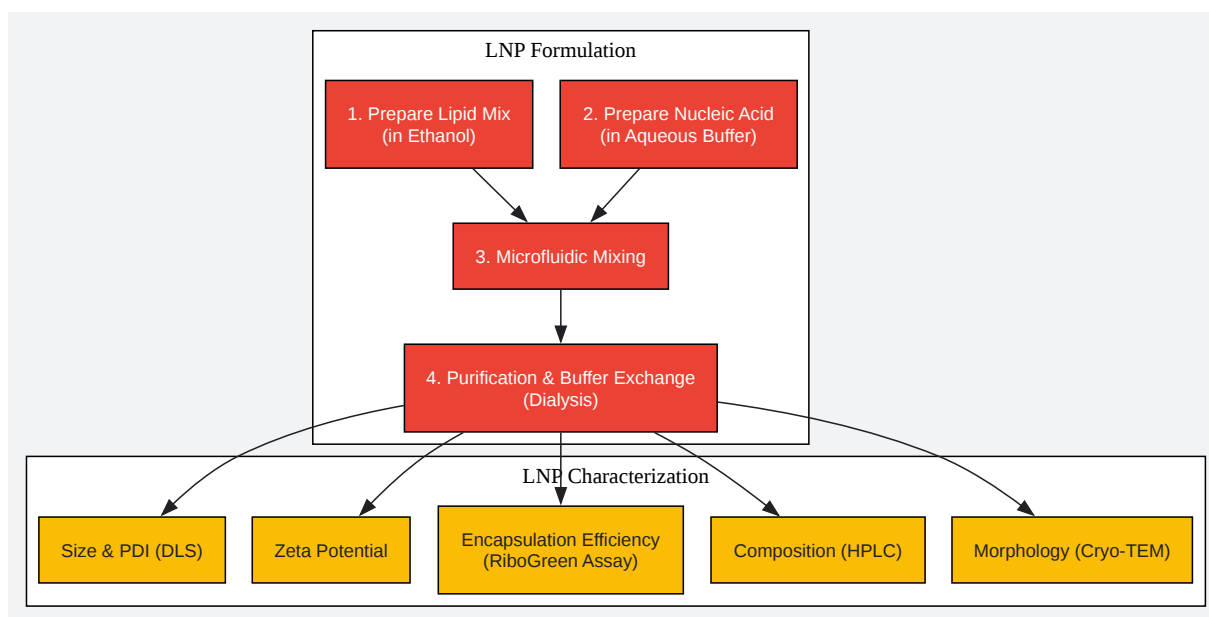 LNP Formulation
1. Prepare Lipid Mix
(in Ethanol)
2. Prepare Nucleic Acid
(in Aqueous Buffer)
3. Microfluidic Mixing
4. Purification & Buffer Exchange
(Dialysis)
LNP Characterization
Size & PDI (DLS)
Zeta Potential
Encapsulation Efficiency
(RiboGreen Assay)
Composition (HPLC)
Morphology (Cryo-TEM)